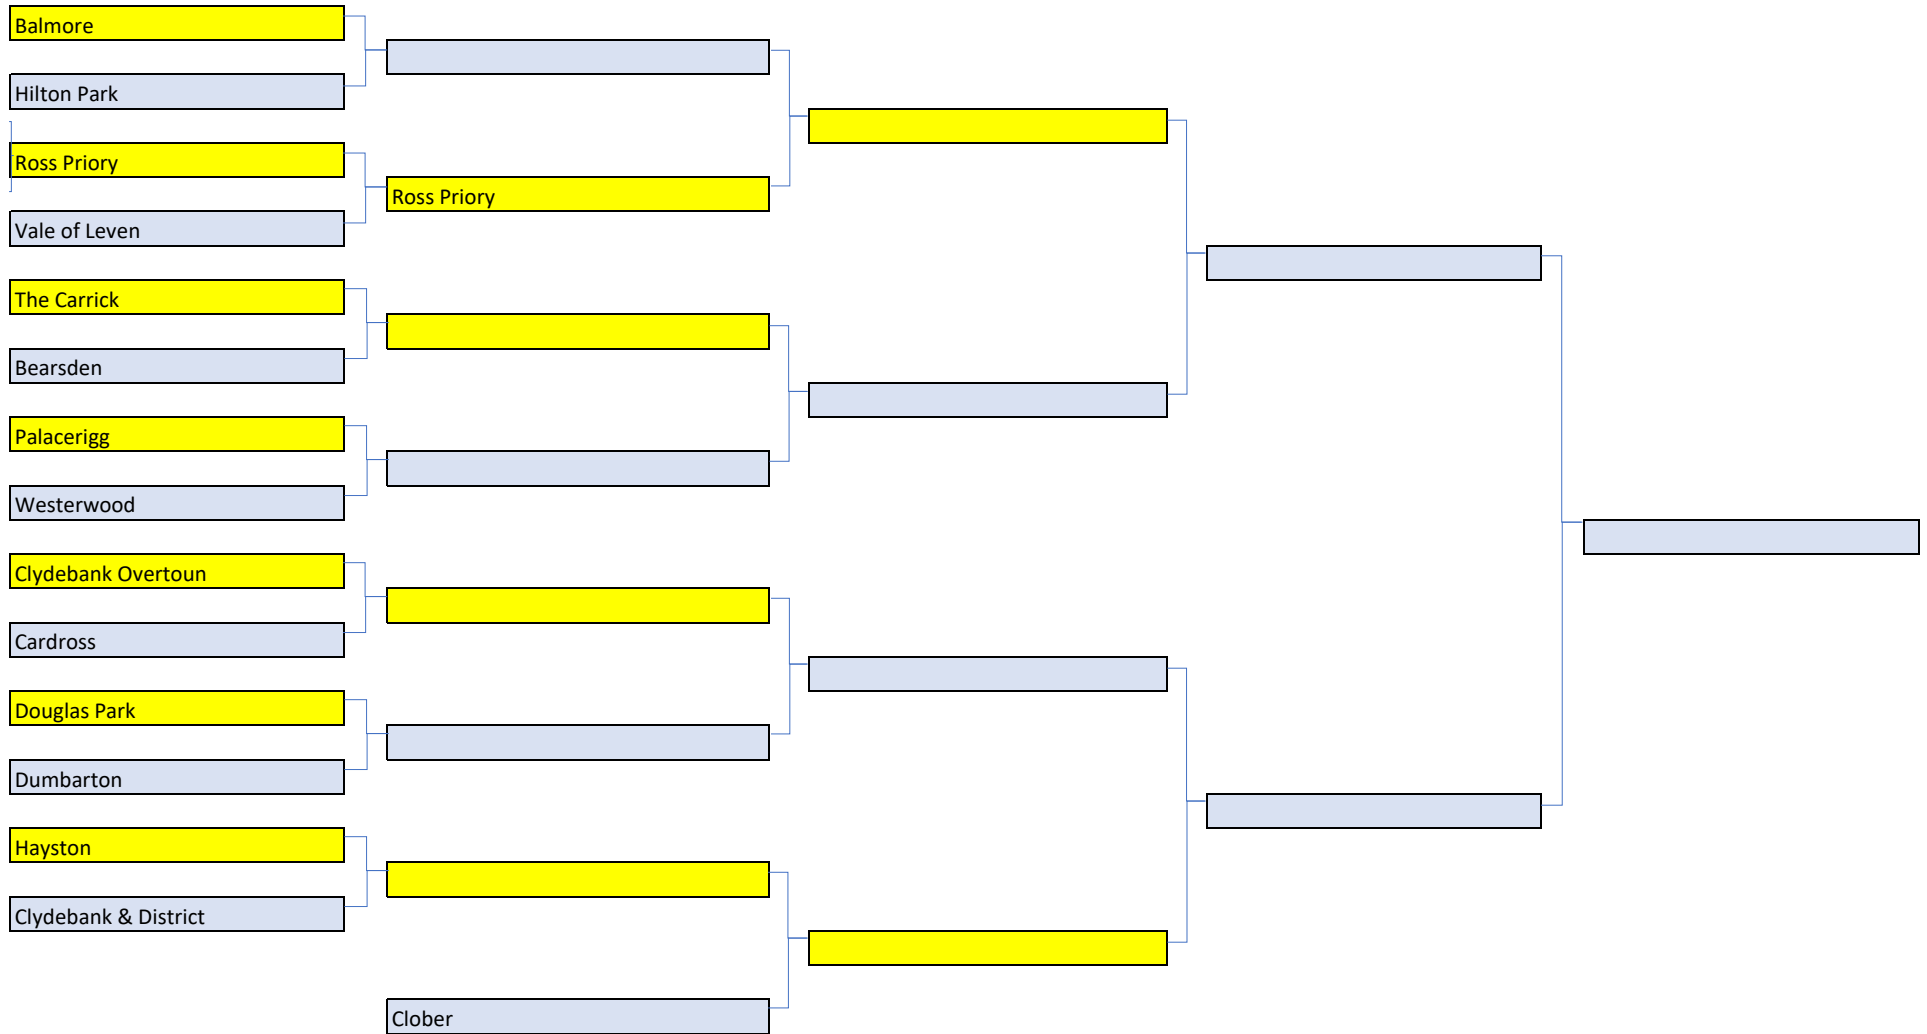 Balmore
Hilton Park
Ross Priory
Ross Priory
Vale of Leven
The Carrick
Bearsden
Palacerigg
Westerwood
Clydebank Overtoun
Cardross
Douglas Park
Dumbarton
Hayston
Clydebank & District
Clober